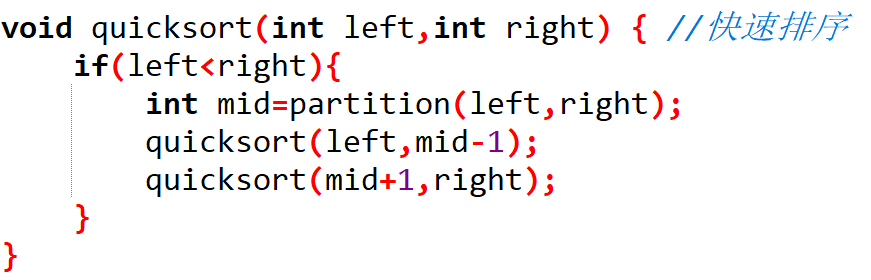 void quicksort(int left,int right) { //快速排序
    if(left<right){
        int mid=partition(left,right);
        quicksort(left,mid-1);
        quicksort(mid+1,right);
    }
}